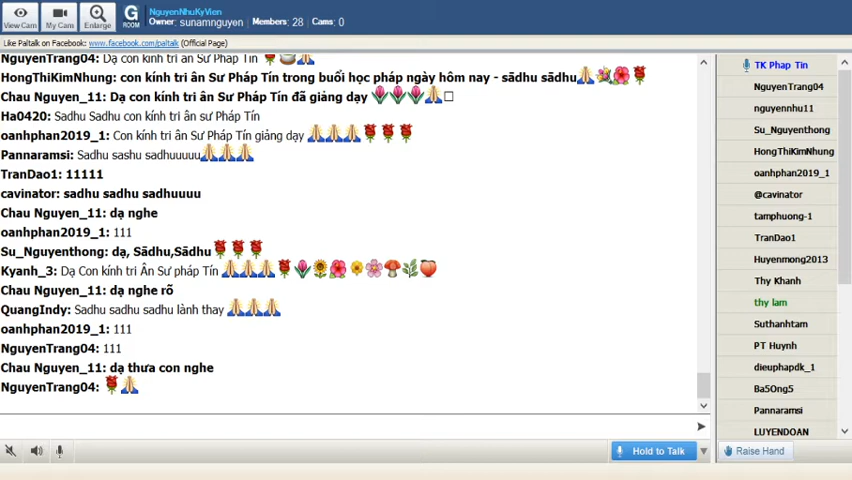 View Cam
My Cam
Enlarge
G
ROOM
NguyenNhuKyVien
Owner: sunamnguyen Members: 28 Cams: 0
Like Paltalk on Facebook: www.facebook.com/paltalk (Official Page)
NguyenTrang04: Dạ con kính tri ân Sư Pháp Tín
HongThiKimNhung: con kính tri ân Sư Pháp Tín trong buổi học pháp ngày hôm nay - sādhu sādhu
Chau Nguyen_11: Dạ con kính tri ân Sư Pháp Tín đã giảng dạy
Ha0420: Sadhu Sadhu con kính tri ân sư Pháp Tín
oanhphan2019_1: Con kính tri ân Sư Pháp Tín giảng dạy
Pannaramsi: Sadhu sashu sadhuuuuu
TranDao1: 11111
cavinator: sadhu sadhu sadhuuuu
Chau Nguyen_11: dạ nghe
oanhphan2019_1: 111
Su_Nguyenthong: dạ, Sādhu,Sādhu
Kyanh_3: Dạ Con kính tri Ân Sư pháp Tín
Chau Nguyen_11: dạ nghe rõ
QuangIndy: Sadhu sadhu sadhu lành thay
oanhphan2019_1: 111
NguyenTrang04: 111
Chau Nguyen_11: dạ thưa con nghe
NguyenTrang04:
TK Phap Tin
NguyenTrang04
nguyennhu11
Su_Nguyenthong
HongThiKimNhung
oanhphan2019_1
@cavinator
tamphuong-1
TranDao1
Huyenmong2013
Thy Khanh
thy lam
Suthanhtam
PT Huynh
dieuphapdk_1
Ba5Ong5
Pannaramsi
LUYENDOAN
Hold to Talk
Raise Hand